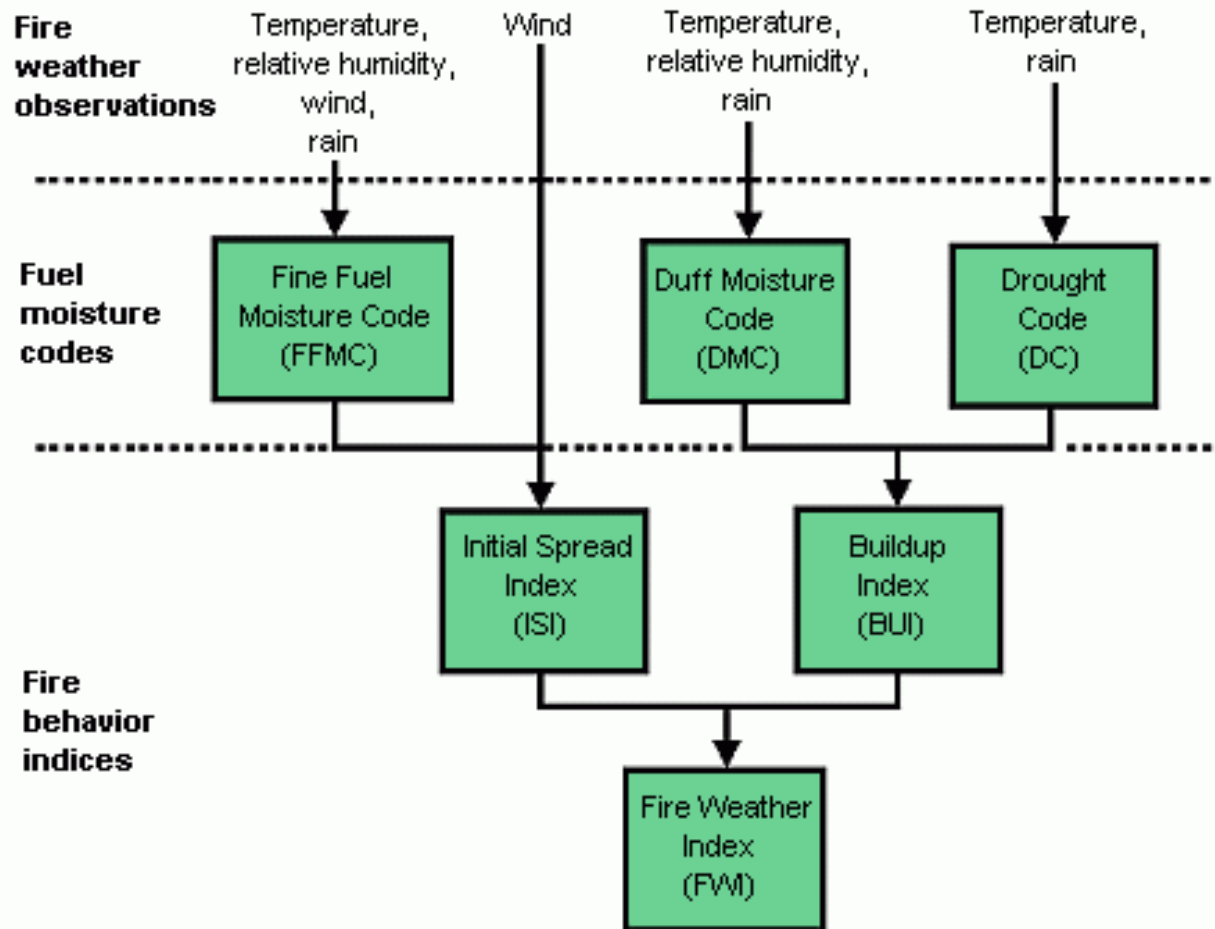 Fire
weather
observations
Temperature,
relative humidity,
wind,
rain
Wind
Temperature,
relative humidity,
rain
Temperature,
rain
Fuel
moisture
codes
Fine Fuel
Moisture Code
(FFMC)
Duff Moisture
Code
(DMC)
Drought
Code
(DC)
Fire
behavior
indices
Initial Spread
Index
(ISI)
Buildup
Index
(BUI)
Fire Weather
Index
(FWI)